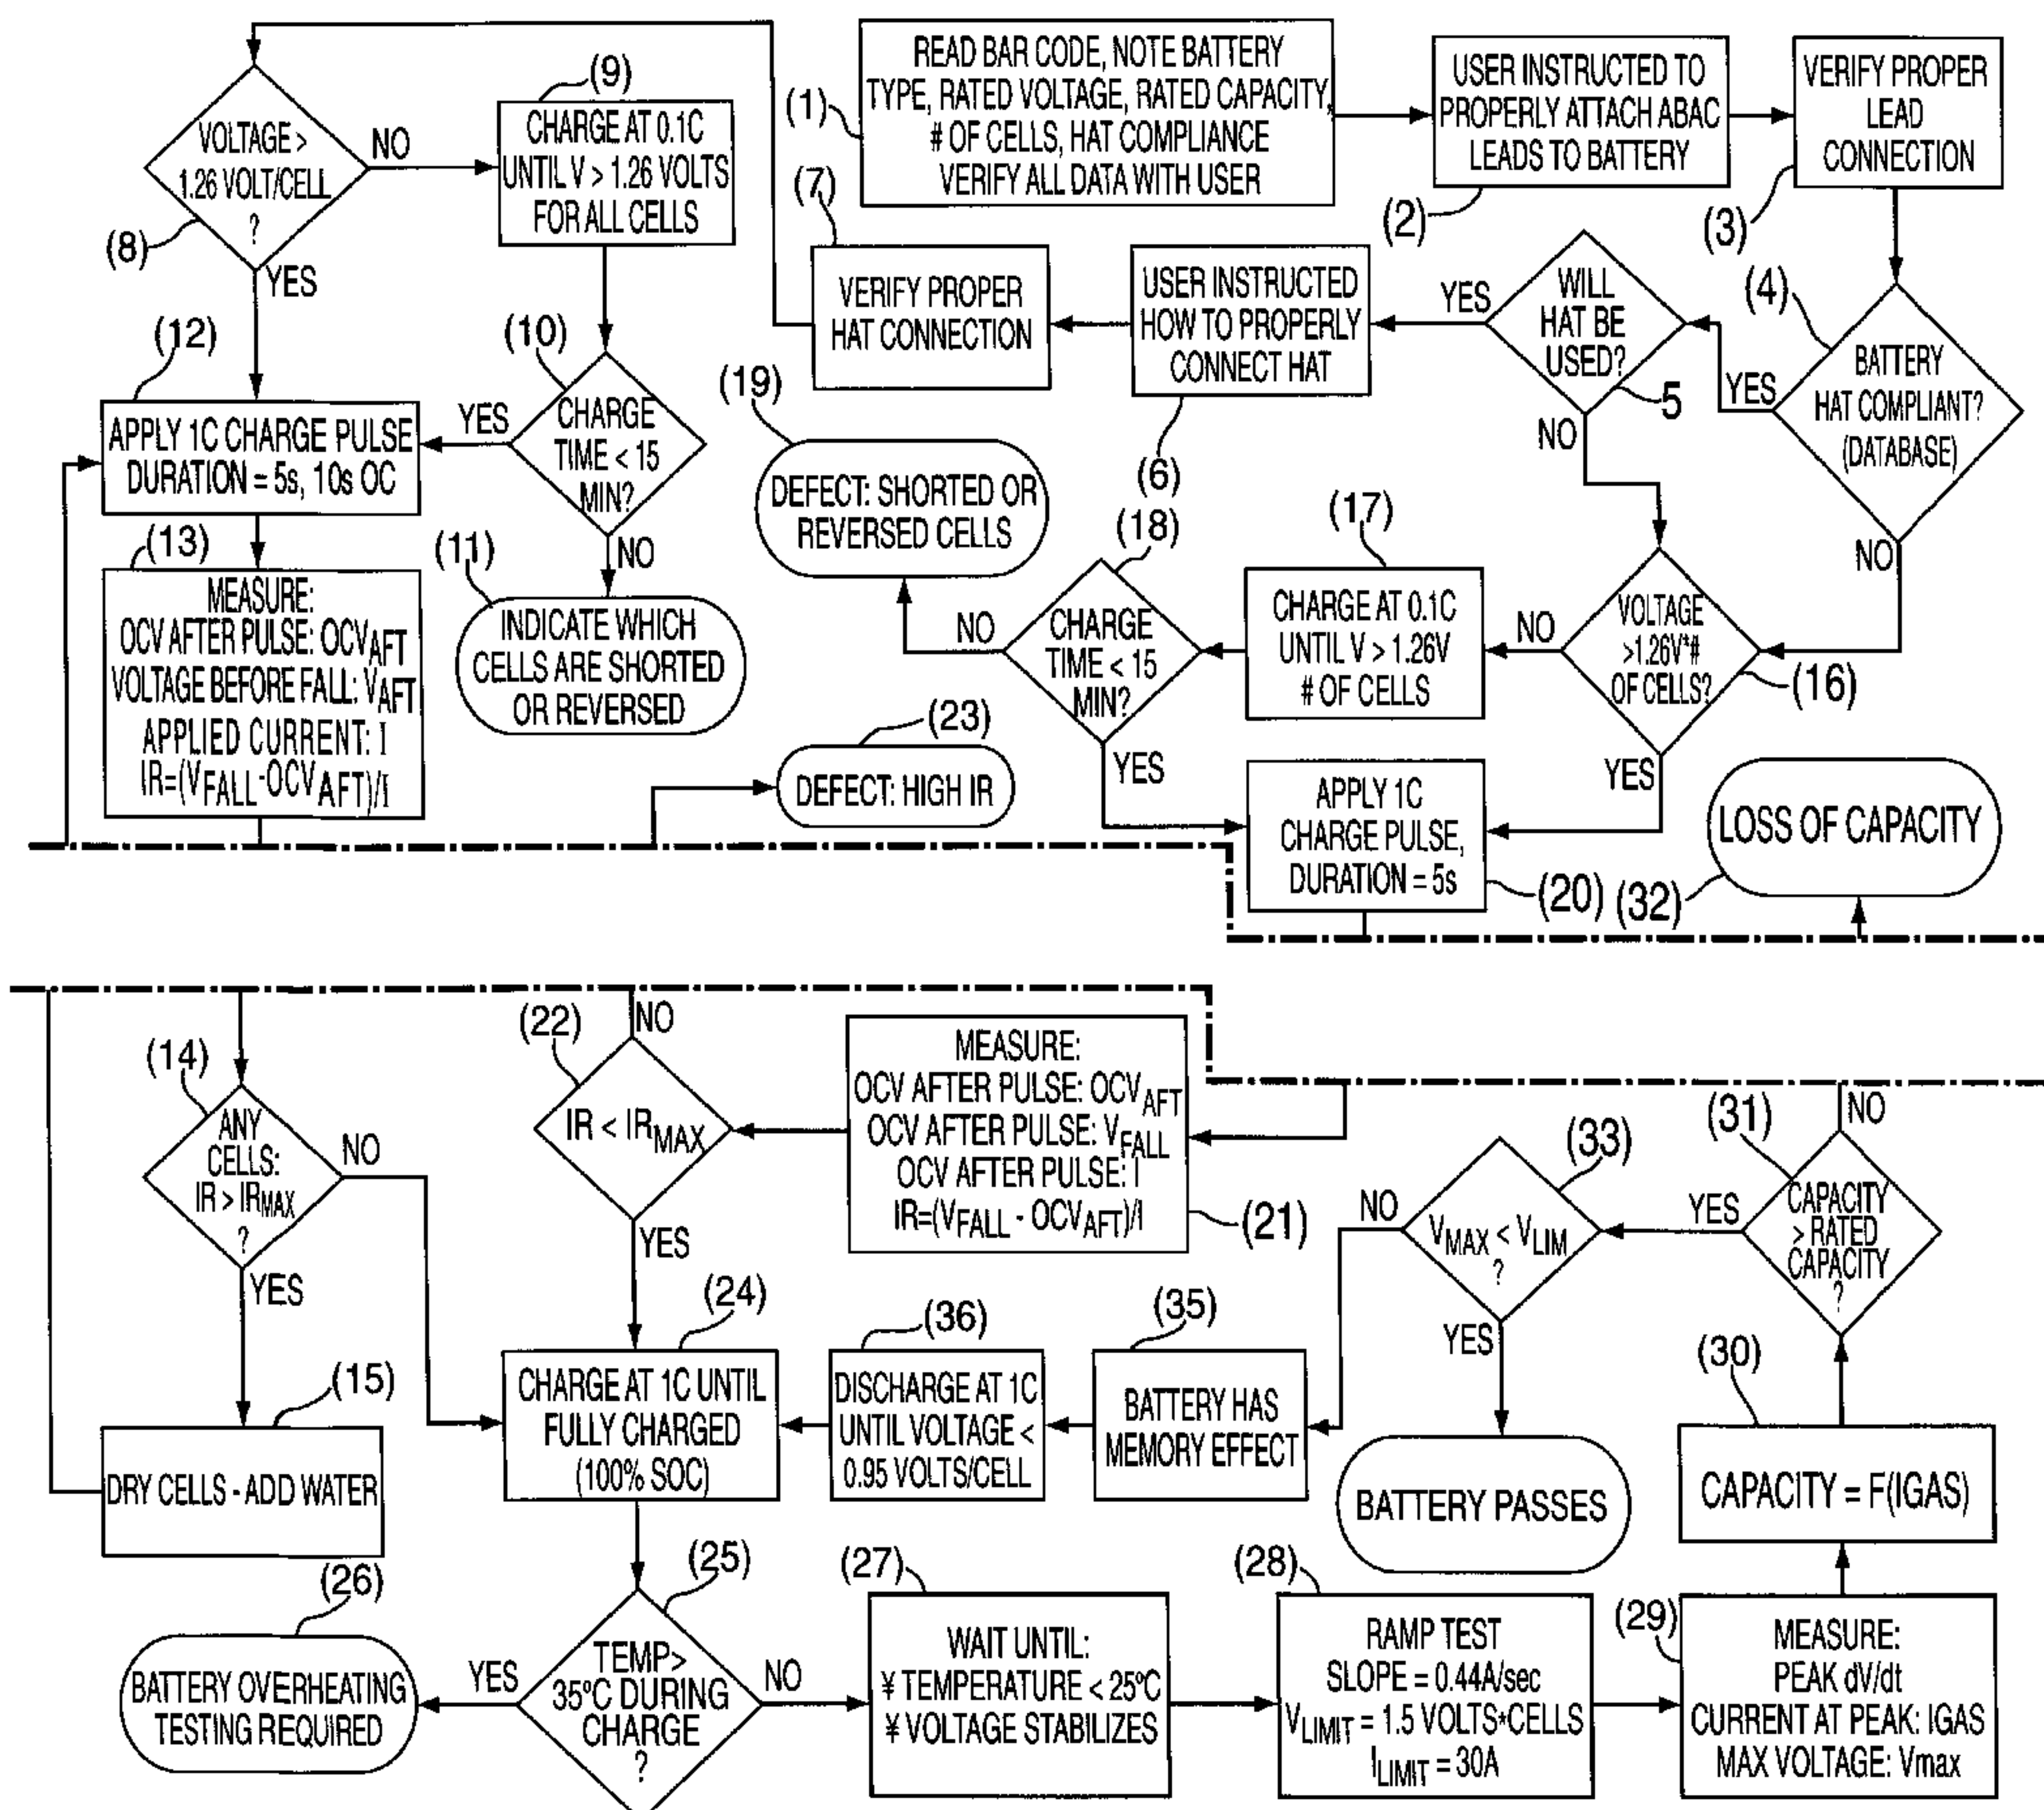 (1)
READ BAR CODE, NOTE BATTERY
TYPE, RATED VOLTAGE, RATED CAPACITY,
# OF CELLS, HAT COMPLIANCE
VERIFY ALL DATA WITH USER
(2)
USER INSTRUCTED TO
PROPERLY ATTACH ABAC
LEADS TO BATTERY
(3)
VERIFY PROPER
LEAD
CONNECTION
(4)
BATTERY
HAT COMPLIANT?
(DATABASE)
YES
NO
5
WILL
HAT BE
USED?
YES
NO
(6)
USER INSTRUCTED
HOW TO PROPERLY
CONNECT HAT
(7)
VERIFY PROPER
HAT CONNECTION
(8)
VOLTAGE >
1.26 VOLT/CELL
?
NO
YES
(9)
CHARGE AT 0.1C
UNTIL V > 1.26 VOLTS
FOR ALL CELLS
(10)
CHARGE
TIME < 15
MIN?
YES
NO
(11)
INDICATE WHICH
CELLS ARE SHORTED
OR REVERSED
(12)
APPLY 1C CHARGE PULSE
DURATION = 5s, 10s OC
(13)
MEASURE:
OCV AFTER PULSE: OCVAFT
VOLTAGE BEFORE FALL: VAFT
APPLIED CURRENT: I
IR=(VFALL-OCVAFT)/I
(16)
VOLTAGE
>1.26V*#
OF CELLS?
NO
YES
(17)
CHARGE AT 0.1C
UNTIL V > 1.26V
# OF CELLS
(18)
CHARGE
TIME < 15
MIN?
NO
YES
(19)
DEFECT: SHORTED OR
REVERSED CELLS
(20)
APPLY 1C
CHARGE PULSE,
DURATION = 5s
(23)
DEFECT: HIGH IR
(32)
LOSS OF CAPACITY
(14)
ANY
CELLS:
IR > IRMAX
?
NO
YES
(15)
DRY CELLS - ADD WATER
(21)
MEASURE:
OCV AFTER PULSE: OCVAFT
OCV AFTER PULSE: VFALL
OCV AFTER PULSE: I
IR=(VFALL - OCVAFT)/I
(22)
IR < IRMAX
NO
YES
(24)
CHARGE AT 1C UNTIL
FULLY CHARGED
(100% SOC)
(25)
TEMP>
35ºC DURING
CHARGE
?
YES
NO
(26)
BATTERY OVERHEATING
TESTING REQUIRED
(27)
WAIT UNTIL:
¥ TEMPERATURE < 25ºC
¥ VOLTAGE STABILIZES
(28)
RAMP TEST
SLOPE = 0.44A/sec
VLIMIT = 1.5 VOLTS*CELLS
ILIMIT = 30A
(29)
MEASURE:
PEAK dV/dt
CURRENT AT PEAK: IGAS
MAX VOLTAGE: Vmax
(30)
CAPACITY = F(IGAS)
(31)
CAPACITY
> RATED
CAPACITY
?
NO
YES
(33)
VMAX < VLIM
?
NO
YES
BATTERY PASSES
(35)
BATTERY HAS
MEMORY EFFECT
(36)
DISCHARGE AT 1C
UNTIL VOLTAGE <
0.95 VOLTS/CELL